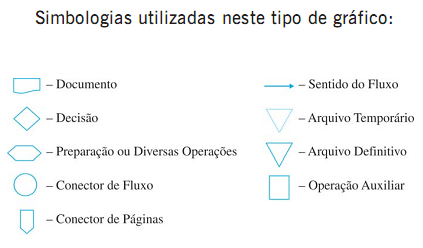 Simbologias utilizadas neste tipo de gráfico:
– Documento
– Decisão
– Preparação ou Diversas Operações
– Conector de Fluxo
– Conector de Páginas
– Sentido do Fluxo
– Arquivo Temporário
– Arquivo Definitivo
– Operação Auxiliar